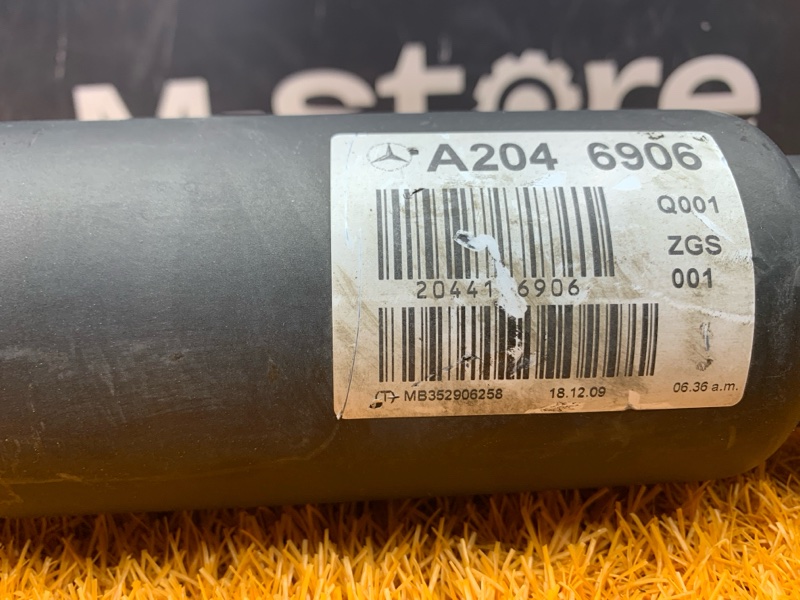 M-store
A204 6906
Q001
ZGS
001
20441 6906
MB352906258 18.12.09 06.36 a.m.